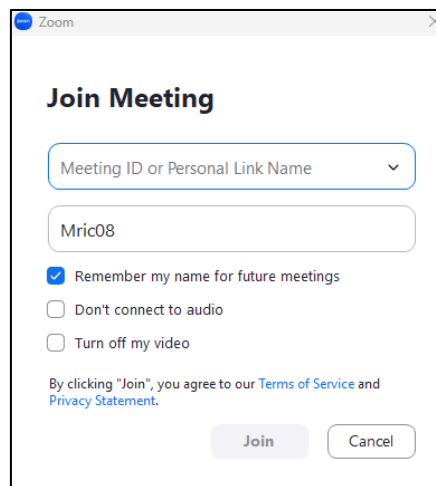 zoom Zoom
Join Meeting
Meeting ID or Personal Link Name
Mric08
Remember my name for future meetings
Don't connect to audio
Turn off my video
By clicking "Join", you agree to our Terms of Service and
Privacy Statement.
Join Cancel